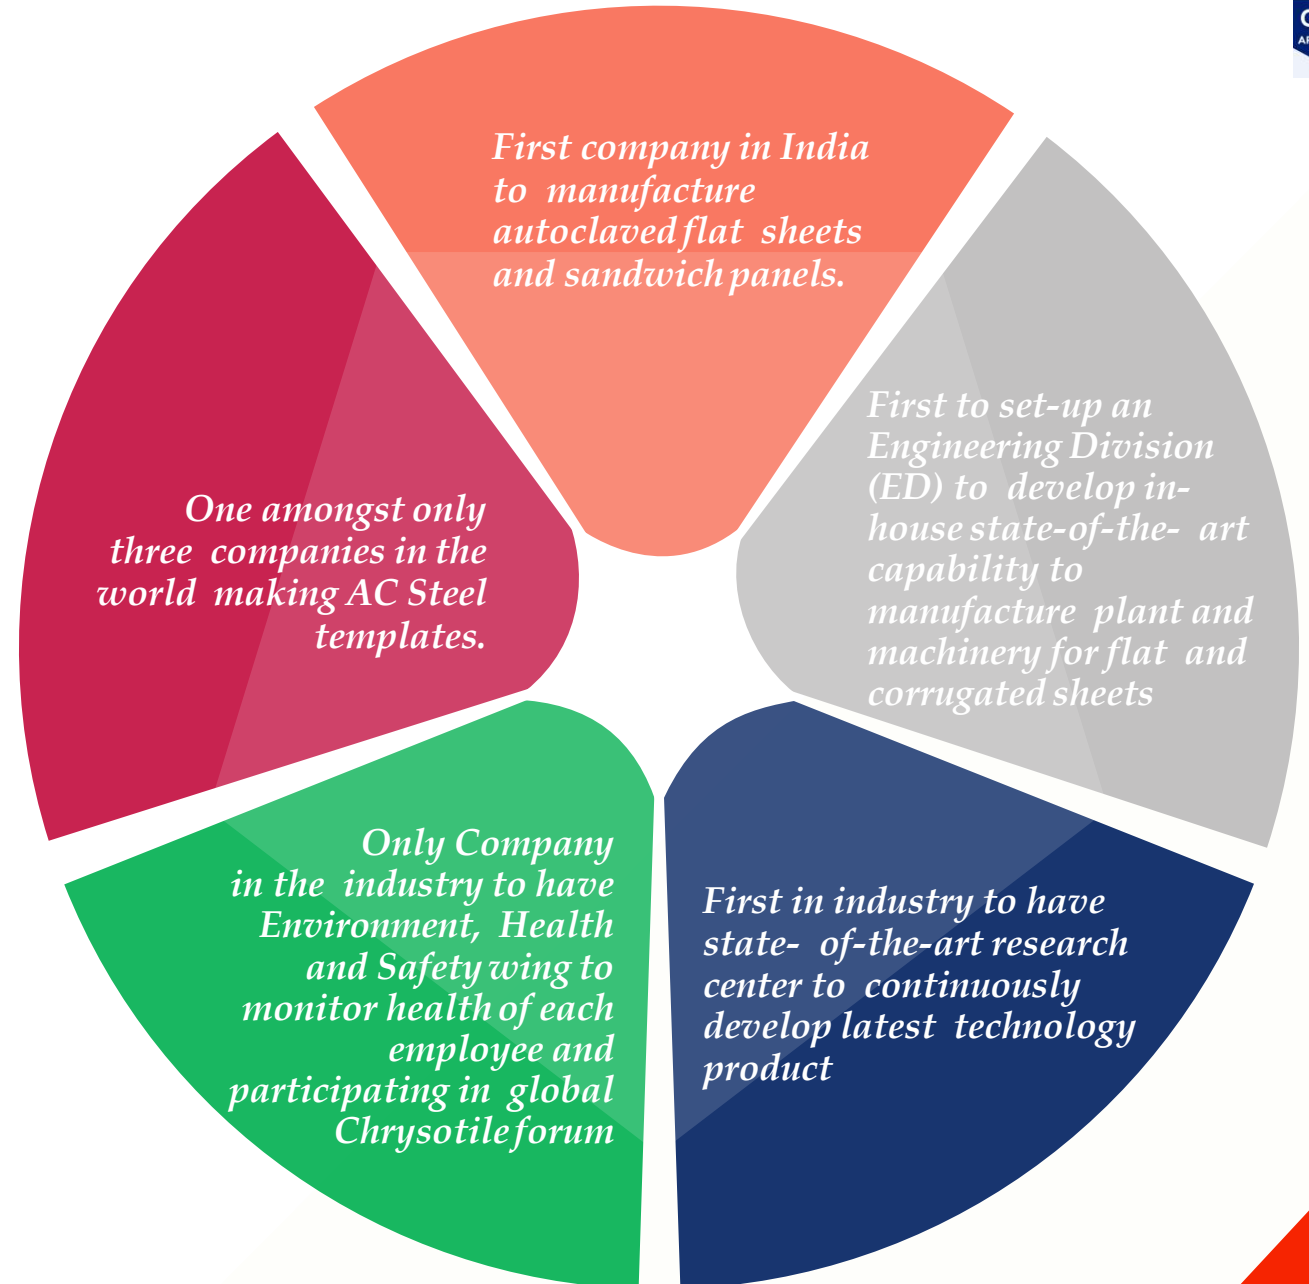 First company in India
to manufacture
autoclaved flat sheets
and sandwich panels.
First to set-up an
Engineering Division
(ED) to develop in-
house state-of-the- art
capability to
manufacture plant and
machinery for flat and
corrugated sheets
One amongst only
three companies in the
world making AC Steel
templates.
Only Company
in the industry to have
Environment, Health
and Safety wing to
monitor health of each
employee and
participating in global
Chrysotile forum
First in industry to have
state- of-the-art research
center to continuously
develop latest technology
product